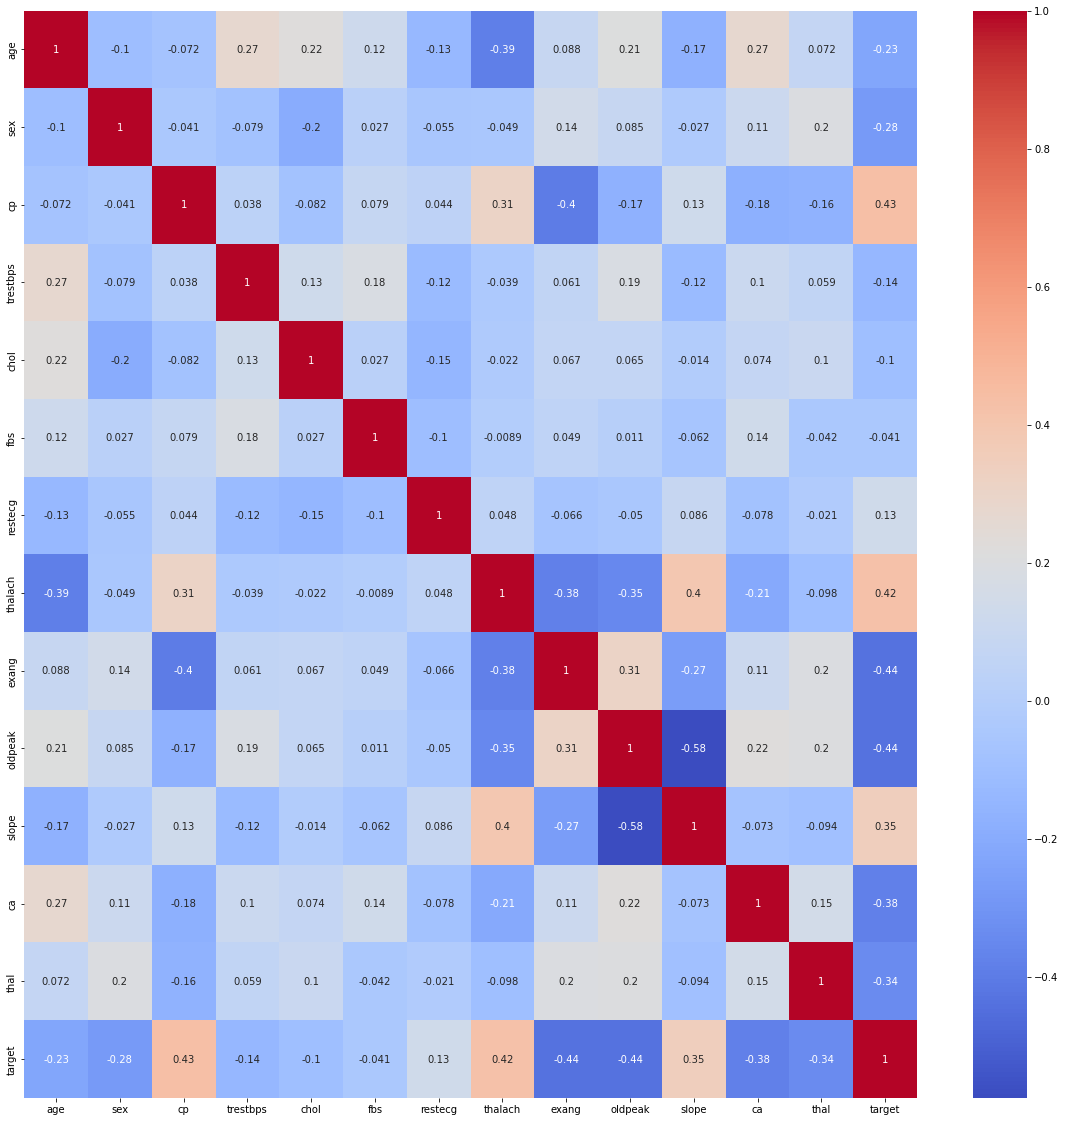 age 1 -0.1 -0.072 0.27 0.22 0.12 -0.13 -0.39 0.088 0.21 -0.17 0.27 0.072 -0.23
sex -0.1 1 -0.041 -0.079 -0.2 0.027 -0.055 -0.049 0.14 0.085 -0.027 0.11 0.2 -0.28
cp -0.072 -0.041 1 0.038 -0.082 0.079 0.044 0.31 -0.4 -0.17 0.13 -0.18 -0.16 0.43
trestbps 0.27 -0.079 0.038 1 0.13 0.18 -0.12 -0.039 0.061 0.19 -0.12 0.1 0.059 -0.14
chol 0.22 -0.2 -0.082 0.13 1 0.027 -0.15 -0.022 0.067 0.065 -0.014 0.074 0.1 -0.1
fbs 0.12 0.027 0.079 0.18 0.027 1 -0.1 -0.0089 0.049 0.011 -0.062 0.14 -0.042 -0.041
restecg -0.13 -0.055 0.044 -0.12 -0.15 -0.1 1 0.048 -0.066 -0.05 0.086 -0.078 -0.021 0.13
thalach -0.39 -0.049 0.31 -0.039 -0.022 -0.0089 0.048 1 -0.38 -0.35 0.4 -0.21 -0.098 0.42
exang 0.088 0.14 -0.4 0.061 0.067 0.049 -0.066 -0.38 1 0.31 -0.27 0.11 0.2 -0.44
oldpeak 0.21 0.085 -0.17 0.19 0.065 0.011 -0.05 -0.35 0.31 1 -0.58 0.22 0.2 -0.44
slope -0.17 -0.027 0.13 -0.12 -0.014 -0.062 0.086 0.4 -0.27 -0.58 1 -0.073 -0.094 0.35
ca 0.27 0.11 -0.18 0.1 0.074 0.14 -0.078 -0.21 0.11 0.22 -0.073 1 0.15 -0.38
thal 0.072 0.2 -0.16 0.059 0.1 -0.042 -0.021 -0.098 0.2 0.2 -0.094 0.15 1 -0.34
target -0.23 -0.28 0.43 -0.14 -0.1 -0.041 0.13 0.42 -0.44 -0.44 0.35 -0.38 -0.34 1
age sex cp trestbps chol fbs restecg thalach exang oldpeak slope ca thal target
1.0
0.8
0.6
0.4
0.2
0.0
−0.2
−0.4